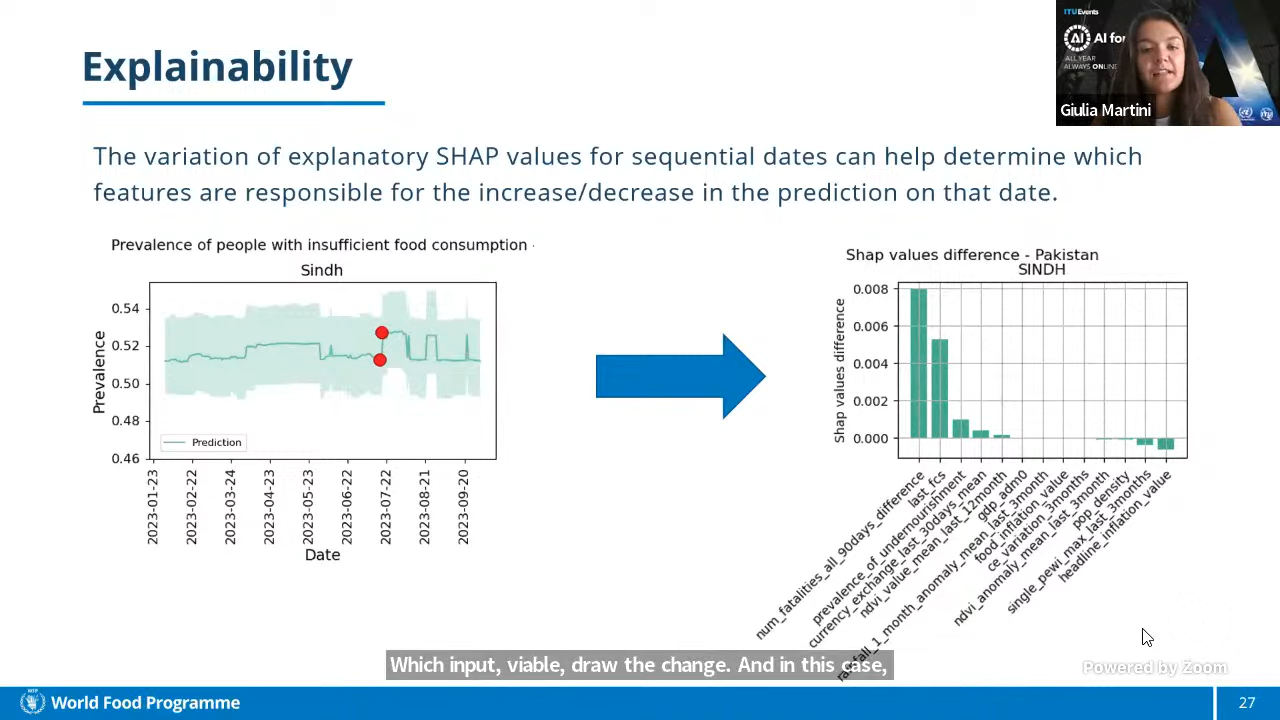 Explainability
ITUEvents
AI for
ALL YEAR
ALWAYS ONLINE
Giulia Martini
The variation of explanatory SHAP values for sequential dates can help determine which
features are responsible for the increase/decrease in the prediction on that date.
Prevalence of people with insufficient food consumption -
Sindh
0.54
0.52
0.50
0.48
0.46
Prevalence
Prediction
2023-01-23
2023-02-22
2023-03-24
2023-04-23
2023-05-23
2023-06-22
2023-07-22
2023-08-21
2023-09-20
Date
Shap values difference - Pakistan
SINDH
0.008
0.006
0.004
0.002
0.000
Shap values difference
num_fatalities_all_90days_difference
last_fcs
prevalence_of_undernourishment
currency_exchange_last_30days_mean
ndvi_value_mean_last_12month
gdp_adm0
rainfall_1_month_anomaly_mean_last_3month
food_inflation_value
ce_variation_3months
ndvi_anomaly_mean_last_3month
pop_density
single_pewi_max_last_3months
headline_inflation_value
Which input, viable, draw the change. And in this case,
Powered by Zoom
WFP
World Food Programme
27